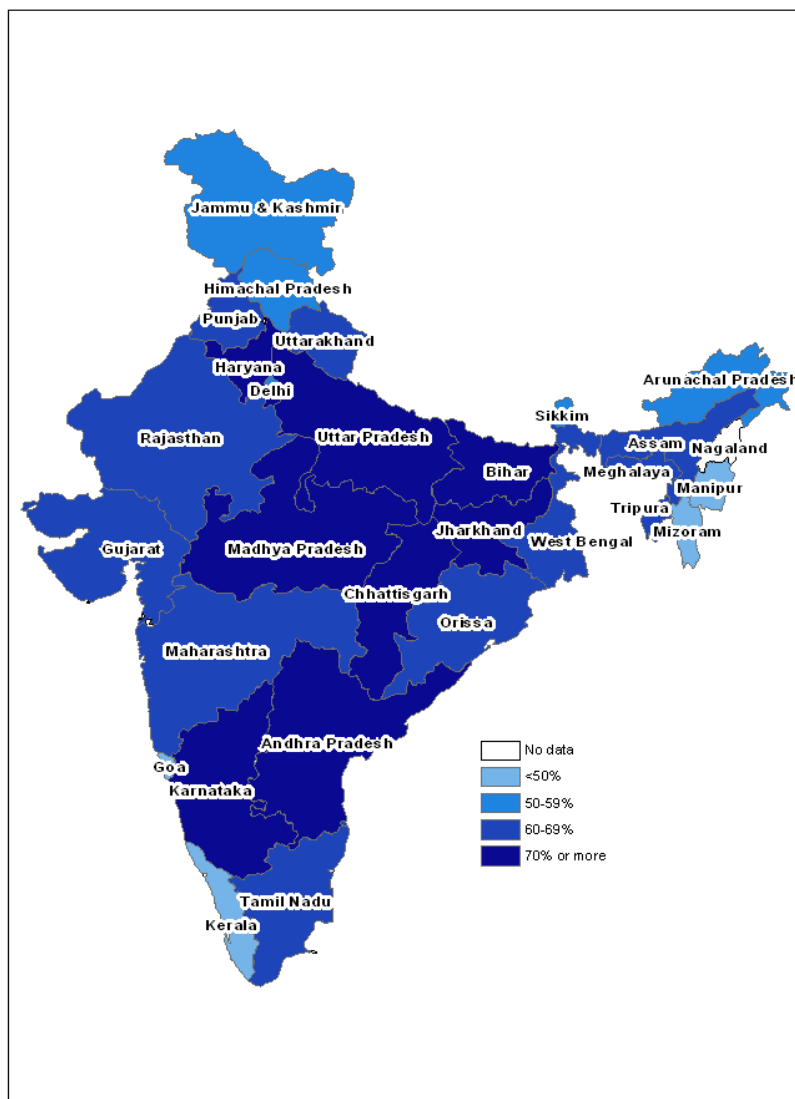 Jammu & Kashmir
Himachal Pradesh
Punjab
Uttarakhand
Haryana
Delhi
Arunachal Pradesh
Sikkim
Rajasthan
Uttar Pradesh
Assam
Nagaland
Bihar
Meghalaya
Manipur
Tripura
Jharkhand
Mizoram
West Bengal
Gujarat
Madhya Pradesh
Chhattisgarh
Orissa
Maharashtra
Andhra Pradesh
Goa
Karnataka
Tamil Nadu
Kerala
No data
<50%
50-59%
60-69%
70% or more